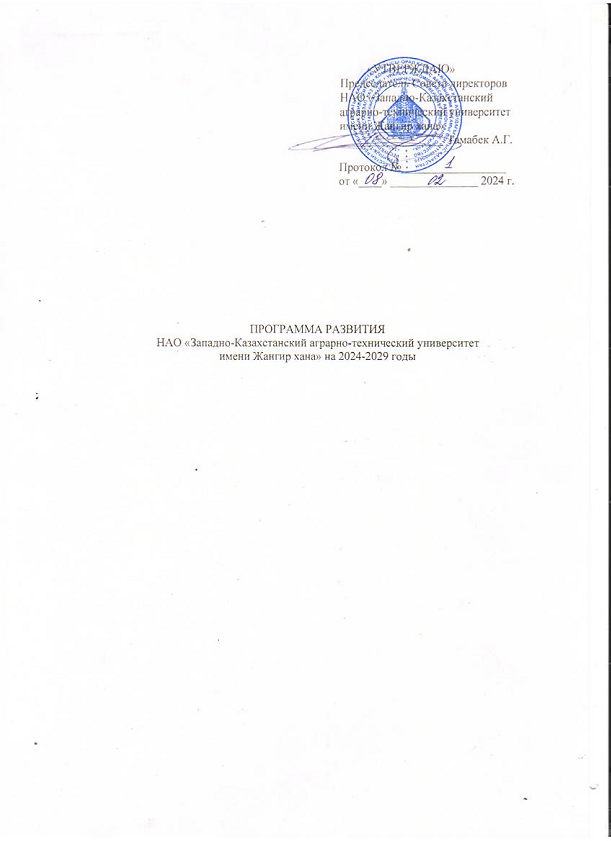 «УТВЕРЖДАЮ»
Председатель Совета директоров
НАО «Западно-Казахстанский
аграрно-технический университет
имени Жангир хана»
Тамабек А.Г.
Протокол № 1
от «08» 02 2024 г.
ПРОГРАММА РАЗВИТИЯ
НАО «Западно-Казахстанский аграрно-технический университет
имени Жангир хана» на 2024-2029 годы